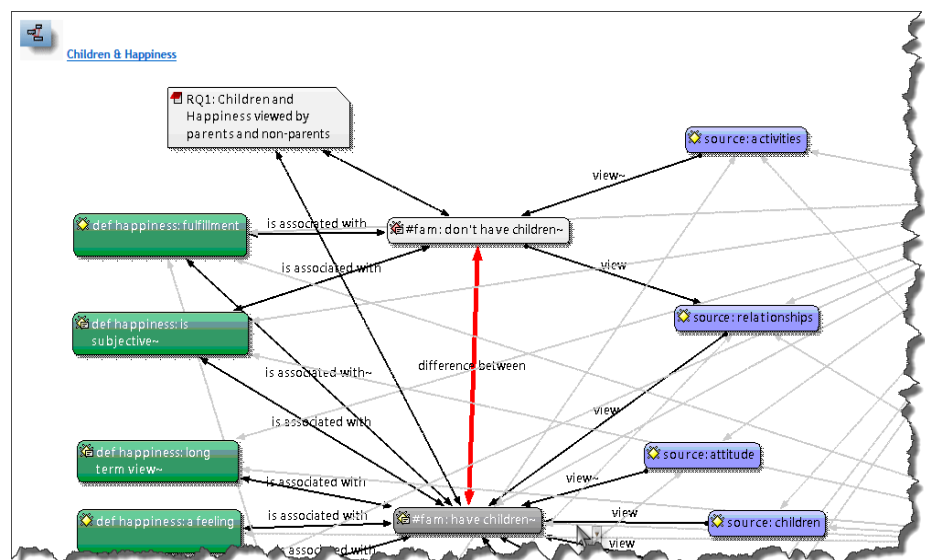 Children & Happiness
RQ1: Children and
Happiness viewed by
parents and non-parents
source: activities
view~
def happiness: fulfillment
is associated with
#fam: don't have children~
is associated with
view
def happiness: is
subjective~
source: relationships
difference between
is associated with~
view
is associated with
def happiness: long
term view~
source: attitude
is associated with
view~
def happiness: a feeling
is associated with
#fam: have children~
view
source: children
is associated with
view